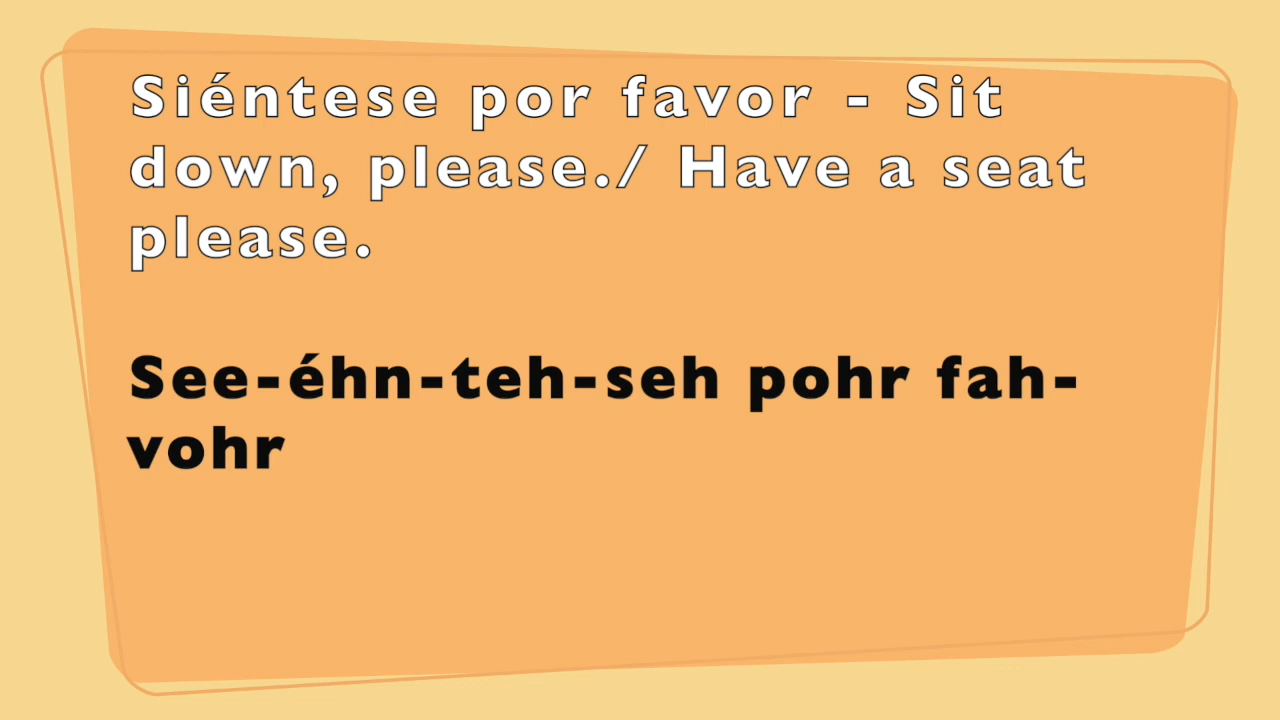 Siéntese por favor - Sit
down, please./ Have a seat
please.
See-éhn-teh-seh pohr fah-
vohr